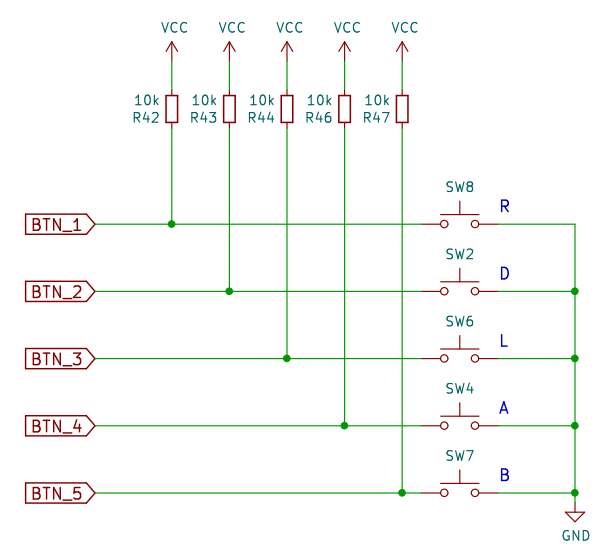 VCC VCC VCC VCC VCC
10k 10k 10k 10k 10k
R42 R43 R44 R46 R47
SW8
R
BTN_1
SW2
D
BTN_2
SW6
L
BTN_3
SW4
A
BTN_4
SW7
B
BTN_5
GND